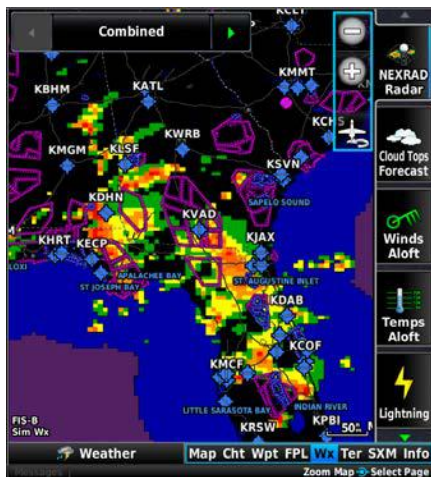 Combined
KMMT
NEXRAD
Radar
KBHM
KATL
KCHS
KWRB
KMGM
KLSF
KSVN
Cloud Tops
Forecast
SAPELO SOUND
KDHN
KVAD
KHRT
KECP
KJAX
Winds
Aloft
APALACHEE BAY
ST AUGUSTINE INLET
ST JOSEPH BAY
KDAB
Temps
Aloft
KCOF
KMCF
LITTLE SARASOTA BAY
INDIAN RIVER
Lightning
FIS-B
Sim Wx
KRSW
KPBI
50
Weather
Map Cht Wpt FPL Wx Ter SXM Info
Messages
Zoom Map
Select Page